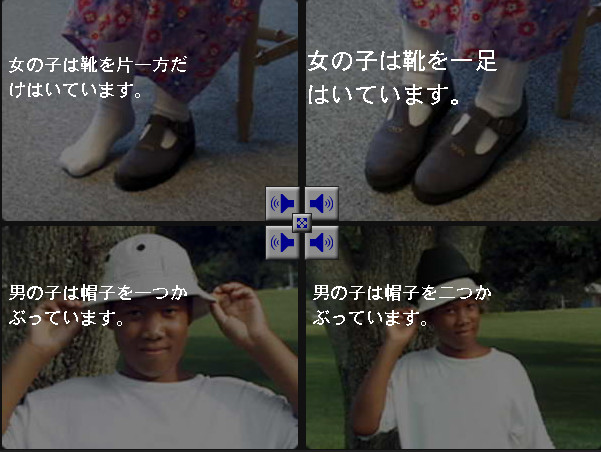 女の子は靴を片一方だ
けはいています。
女の子は靴を一足
はいています。
男の子は帽子を一つか
ぶっています。
男の子は帽子を二つか
ぶっています。